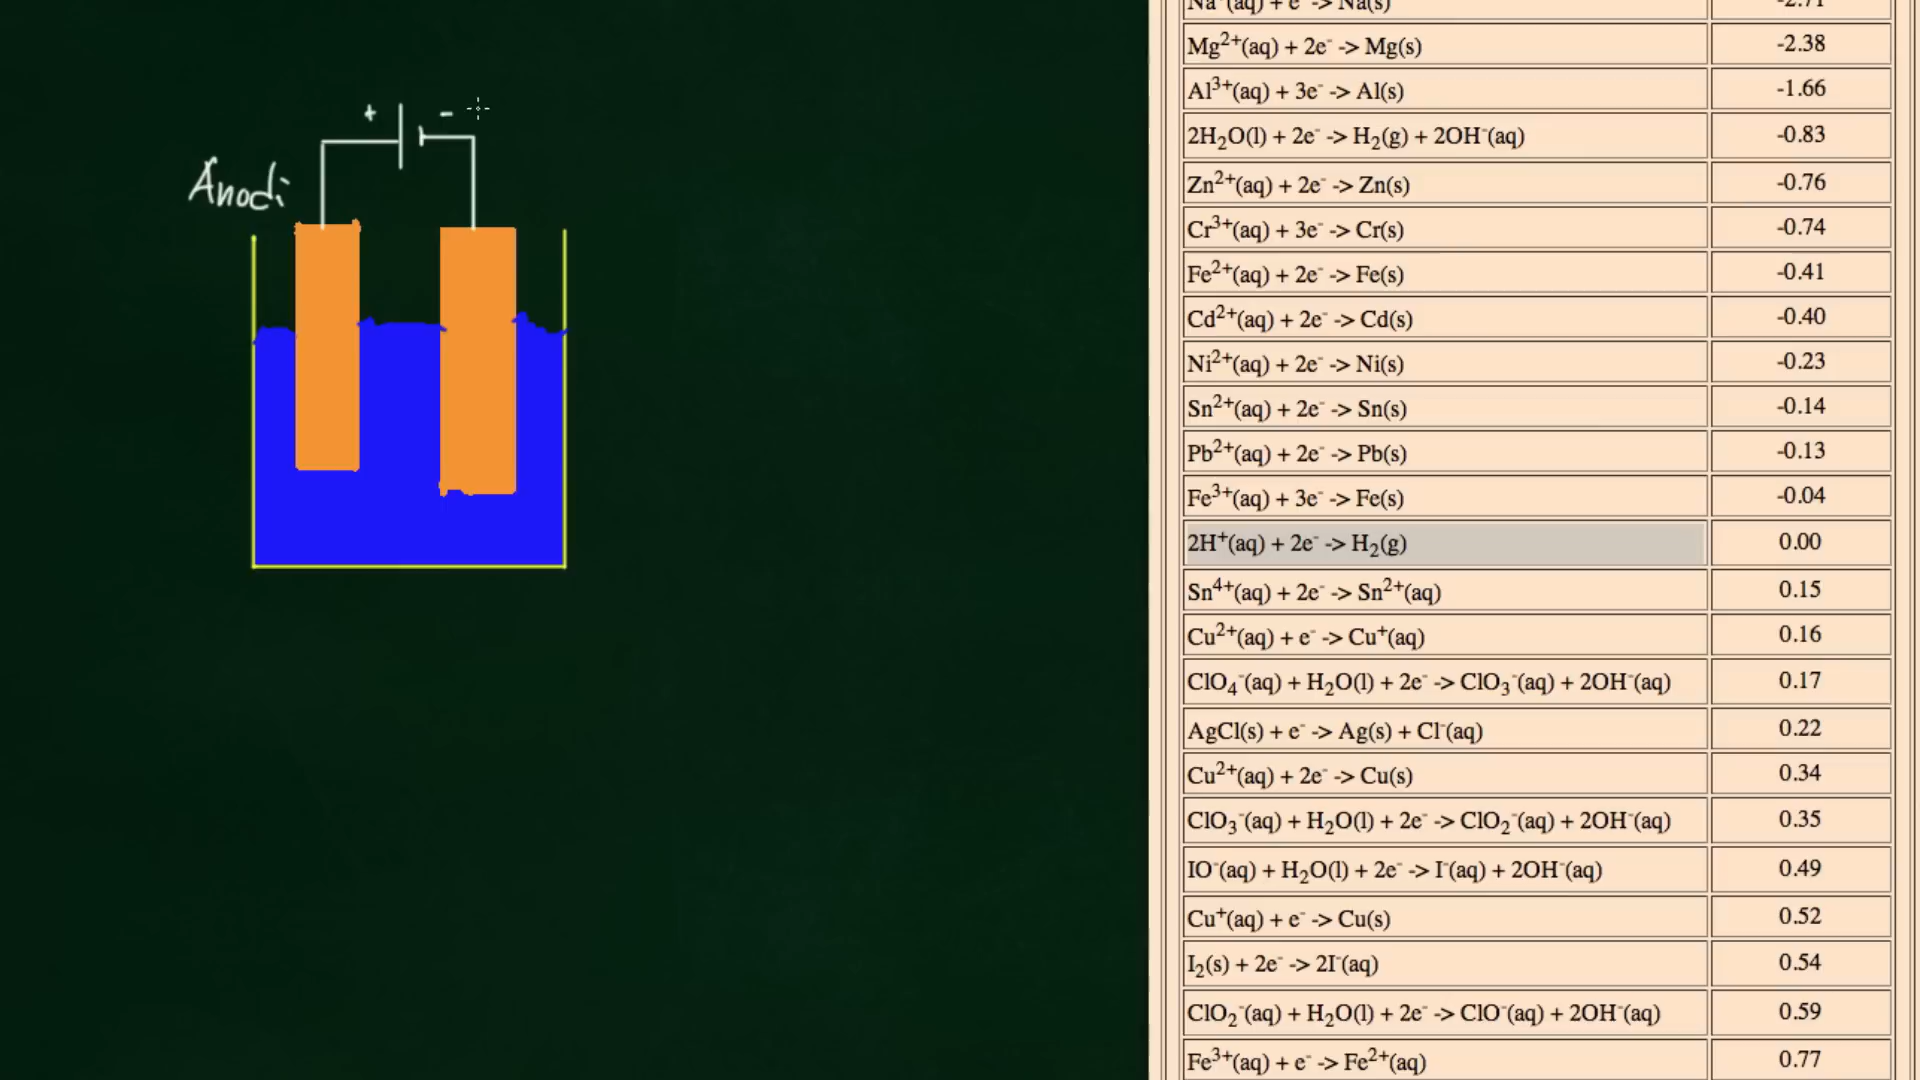 + -
Anodi
Na⁺(aq) + e⁻ -> Na(s) -2.71
Mg²⁺(aq) + 2e⁻ -> Mg(s) -2.38
Al³⁺(aq) + 3e⁻ -> Al(s) -1.66
2H₂O(l) + 2e⁻ -> H₂(g) + 2OH⁻(aq) -0.83
Zn²⁺(aq) + 2e⁻ -> Zn(s) -0.76
Cr³⁺(aq) + 3e⁻ -> Cr(s) -0.74
Fe²⁺(aq) + 2e⁻ -> Fe(s) -0.41
Cd²⁺(aq) + 2e⁻ -> Cd(s) -0.40
Ni²⁺(aq) + 2e⁻ -> Ni(s) -0.23
Sn²⁺(aq) + 2e⁻ -> Sn(s) -0.14
Pb²⁺(aq) + 2e⁻ -> Pb(s) -0.13
Fe³⁺(aq) + 3e⁻ -> Fe(s) -0.04
2H⁺(aq) + 2e⁻ -> H₂(g) 0.00
Sn⁴⁺(aq) + 2e⁻ -> Sn²⁺(aq) 0.15
Cu²⁺(aq) + e⁻ -> Cu⁺(aq) 0.16
ClO₄⁻(aq) + H₂O(l) + 2e⁻ -> ClO₃⁻(aq) + 2OH⁻(aq) 0.17
AgCl(s) + e⁻ -> Ag(s) + Cl⁻(aq) 0.22
Cu²⁺(aq) + 2e⁻ -> Cu(s) 0.34
ClO₃⁻(aq) + H₂O(l) + 2e⁻ -> ClO₂⁻(aq) + 2OH⁻(aq) 0.35
IO⁻(aq) + H₂O(l) + 2e⁻ -> I⁻(aq) + 2OH⁻(aq) 0.49
Cu⁺(aq) + e⁻ -> Cu(s) 0.52
I₂(s) + 2e⁻ -> 2I⁻(aq) 0.54
ClO₂⁻(aq) + H₂O(l) + 2e⁻ -> ClO⁻(aq) + 2OH⁻(aq) 0.59
Fe³⁺(aq) + e⁻ -> Fe²⁺(aq) 0.77